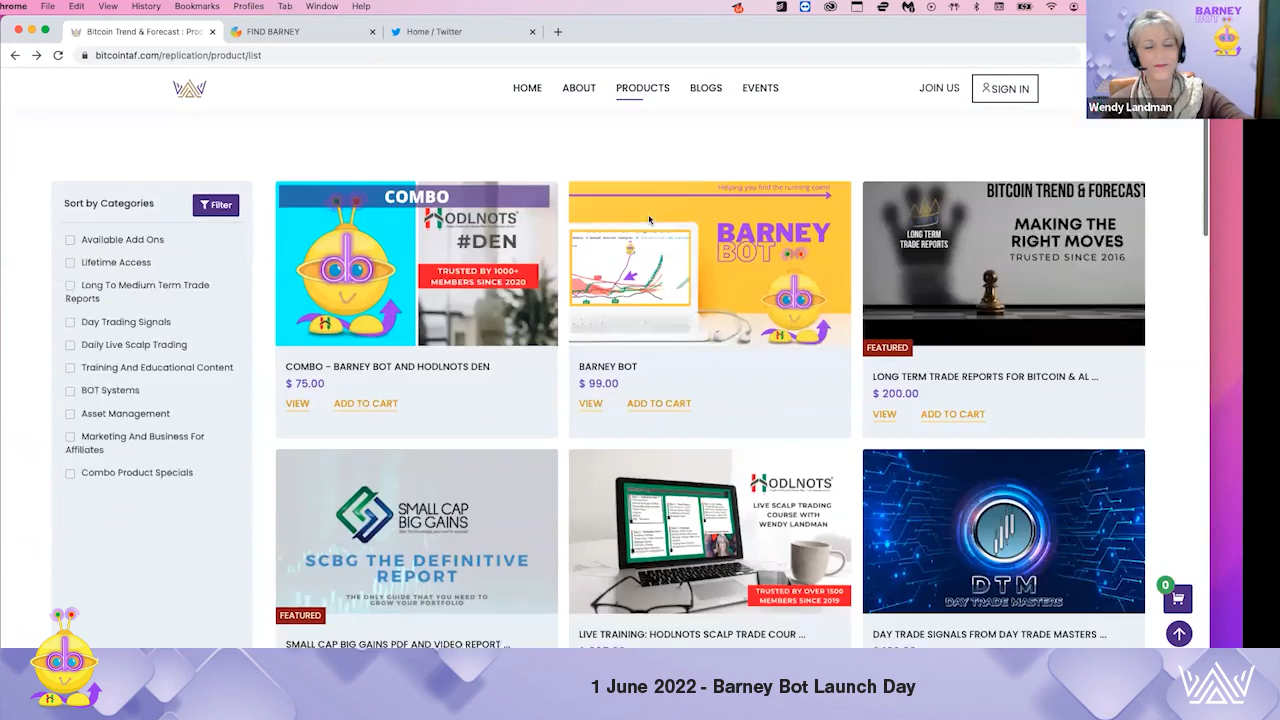 hrome File Edit View History Bookmarks Profiles Tab Window Help
Bitcoin Trend & Forecast : Pro
FIND BARNEY
Home / Twitter
bitcointaf.com/replication/product/list
BARNEY
BOT
Wendy Landman
HOME ABOUT PRODUCTS BLOGS EVENTS
JOIN US SIGN IN
Sort by Categories
Filter
Available Add Ons
Lifetime Access
Long To Medium Term Trade
Reports
Day Trading Signals
Daily Live Scalp Trading
Training And Educational Content
BOT Systems
Asset Management
Marketing And Business For
Affiliates
Combo Product Specials
COMBO
HODLNOTS
#DEN
TRUSTED BY 1000+
MEMBERS SINCE 2020
COMBO - BARNEY BOT AND HODLNOTS DEN
$ 75.00
VIEW ADD TO CART
Helping you find the running coins!
BARNEY
BOT
BARNEY BOT
$ 99.00
VIEW ADD TO CART
BITCOIN TREND & FORECAST
LONG TERM
TRADE REPORTS
MAKING THE
RIGHT MOVES
TRUSTED SINCE 2016
FEATURED
LONG TERM TRADE REPORTS FOR BITCOIN & AL ...
$ 200.00
VIEW ADD TO CART
SMALL CAP
BIG GAINS
SCBG THE DEFINITIVE
REPORT
THE ONLY GUIDE THAT YOU NEED TO
GROW YOUR PORTFOLIO
FEATURED
SMALL CAP BIG GAINS PDF AND VIDEO REPORT ...
HODLNOTS
LIVE SCALP TRADING
COURSE WITH
WENDY LANDMAN
TRUSTED BY OVER 1500
MEMBERS SINCE 2019
LIVE TRAINING: HODLNOTS SCALP TRADE COUR ...
DTM
DAY TRADE MASTERS
DAY TRADE SIGNALS FROM DAY TRADE MASTERS ...
0
1 June 2022 - Barney Bot Launch Day